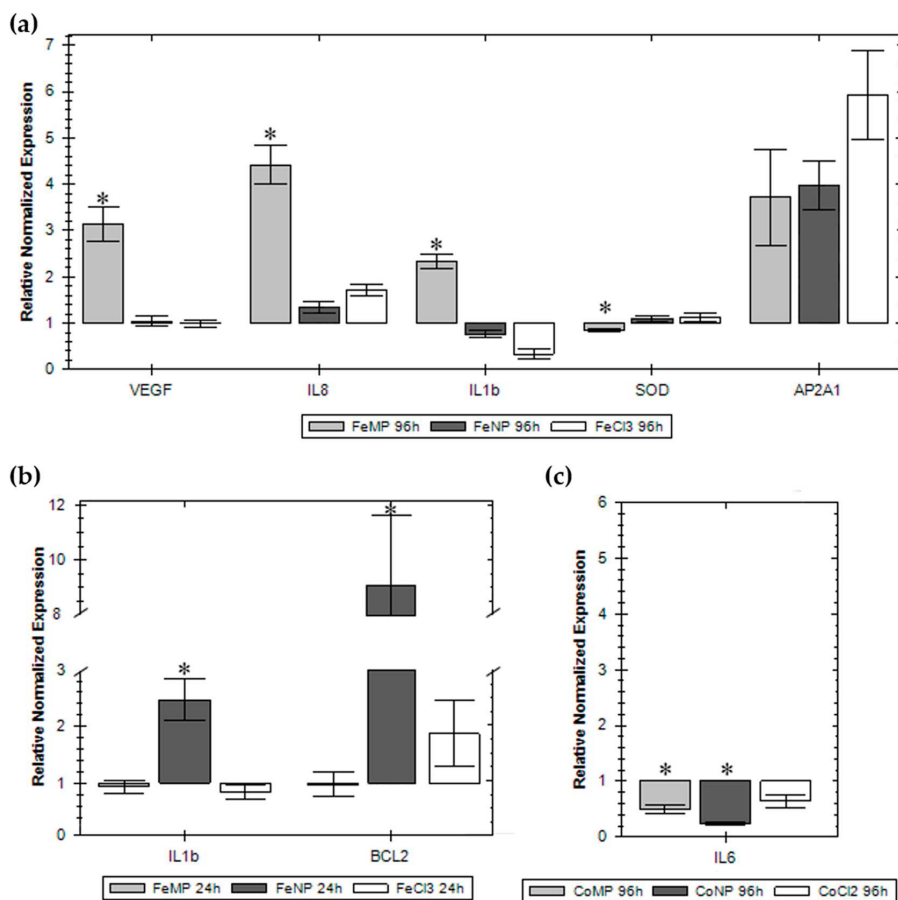 (a)
Relative Normalized Expression
7
6
5
4
3
2
1
0
*
*
*
*
VEGF IL8 IL1b SOD AP2A1
FeMP 96h FeNP 96h FeCl3 96h
(b)
Relative Normalized Expression
12
10
8
3
2
1
0
*
*
IL1b BCL2
FeMP 24h FeNP 24h FeCl3 24h
(c)
Relative Normalized Expression
6
5
4
3
2
1
0
* *
IL6
CoMP 96h CoNP 96h CoCl2 96h